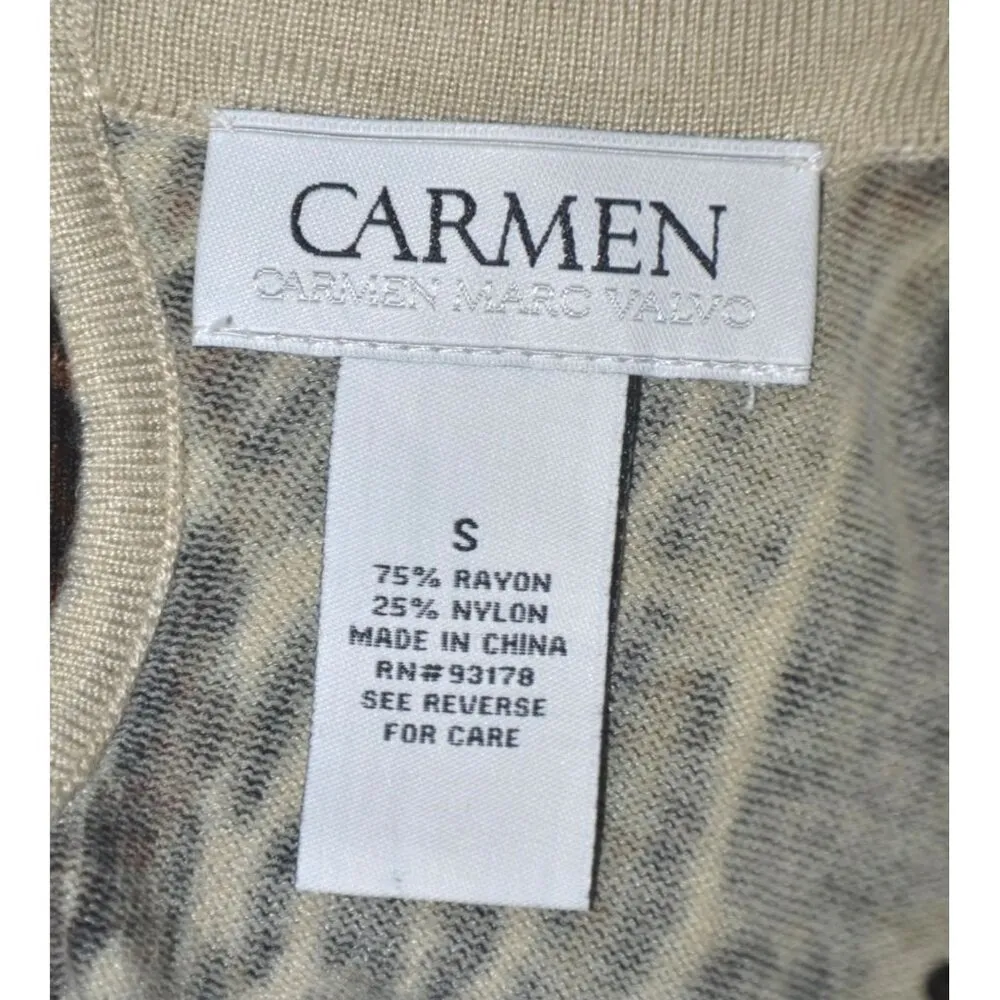 CARMEN
CARMEN MARC VALVO
S
75% RAYON
25% NYLON
MADE IN CHINA
RN#93178
SEE REVERSE
FOR CARE